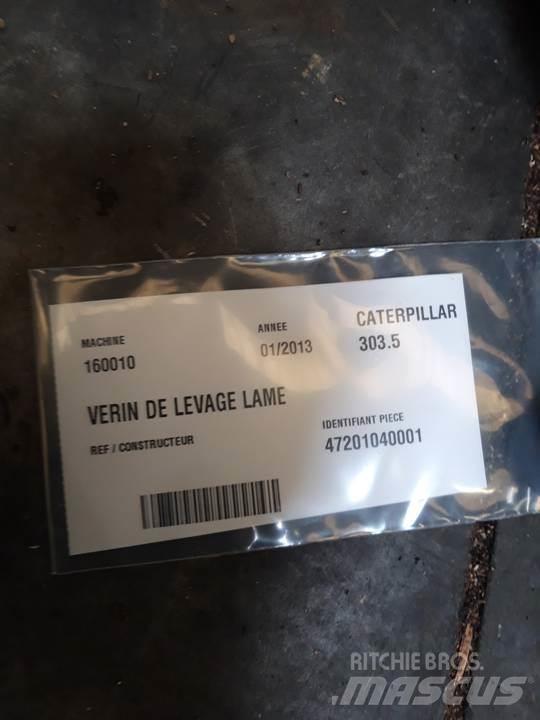 MACHINE
160010
ANNEE
01/2013
CATERPILLAR
303.5
VERIN DE LEVAGE LAME
REF / CONSTRUCTEUR
IDENTIFIANT PIECE
47201040001
RITCHIE BROS.
MASCUS